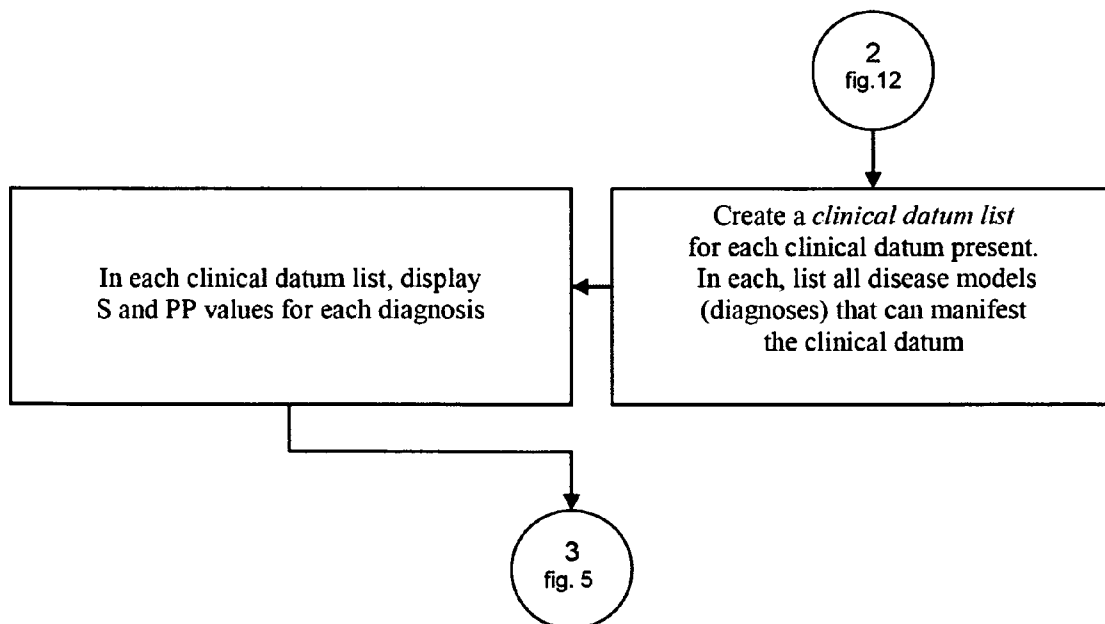 2
fig.12
Create a clinical datum list
for each clinical datum present.
In each, list all disease models
(diagnoses) that can manifest
the clinical datum
In each clinical datum list, display
S and PP values for each diagnosis
3
fig. 5